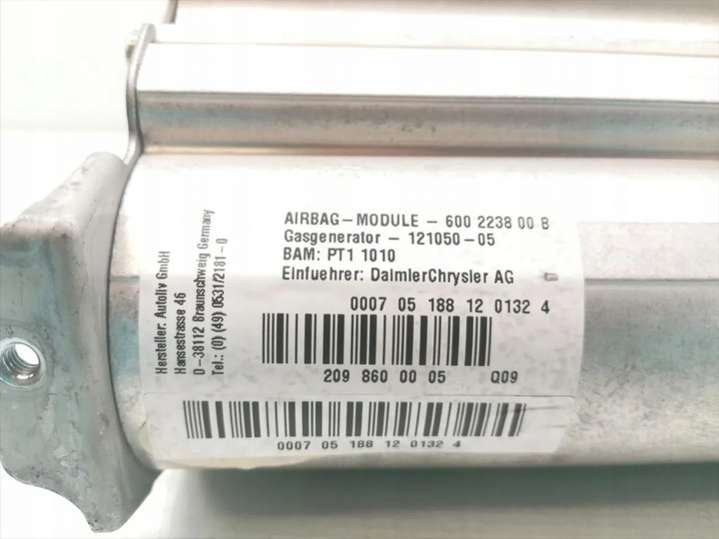 AIRBAG-MODULE - 600 2238 00 B
Gasgenerator - 121050-05
BAM: PT1 1010
Einfuehrer: DaimlerChrysler AG
Hersteller: Autoliv GmbH
Hansestrasse 46
D-38112 Braunschweig Germany
Tel.: (0) (49) 0531/2181-0
0007 05 188 12 0132 4
209 860 00 05 Q09
0007 05 188 12 0132 4